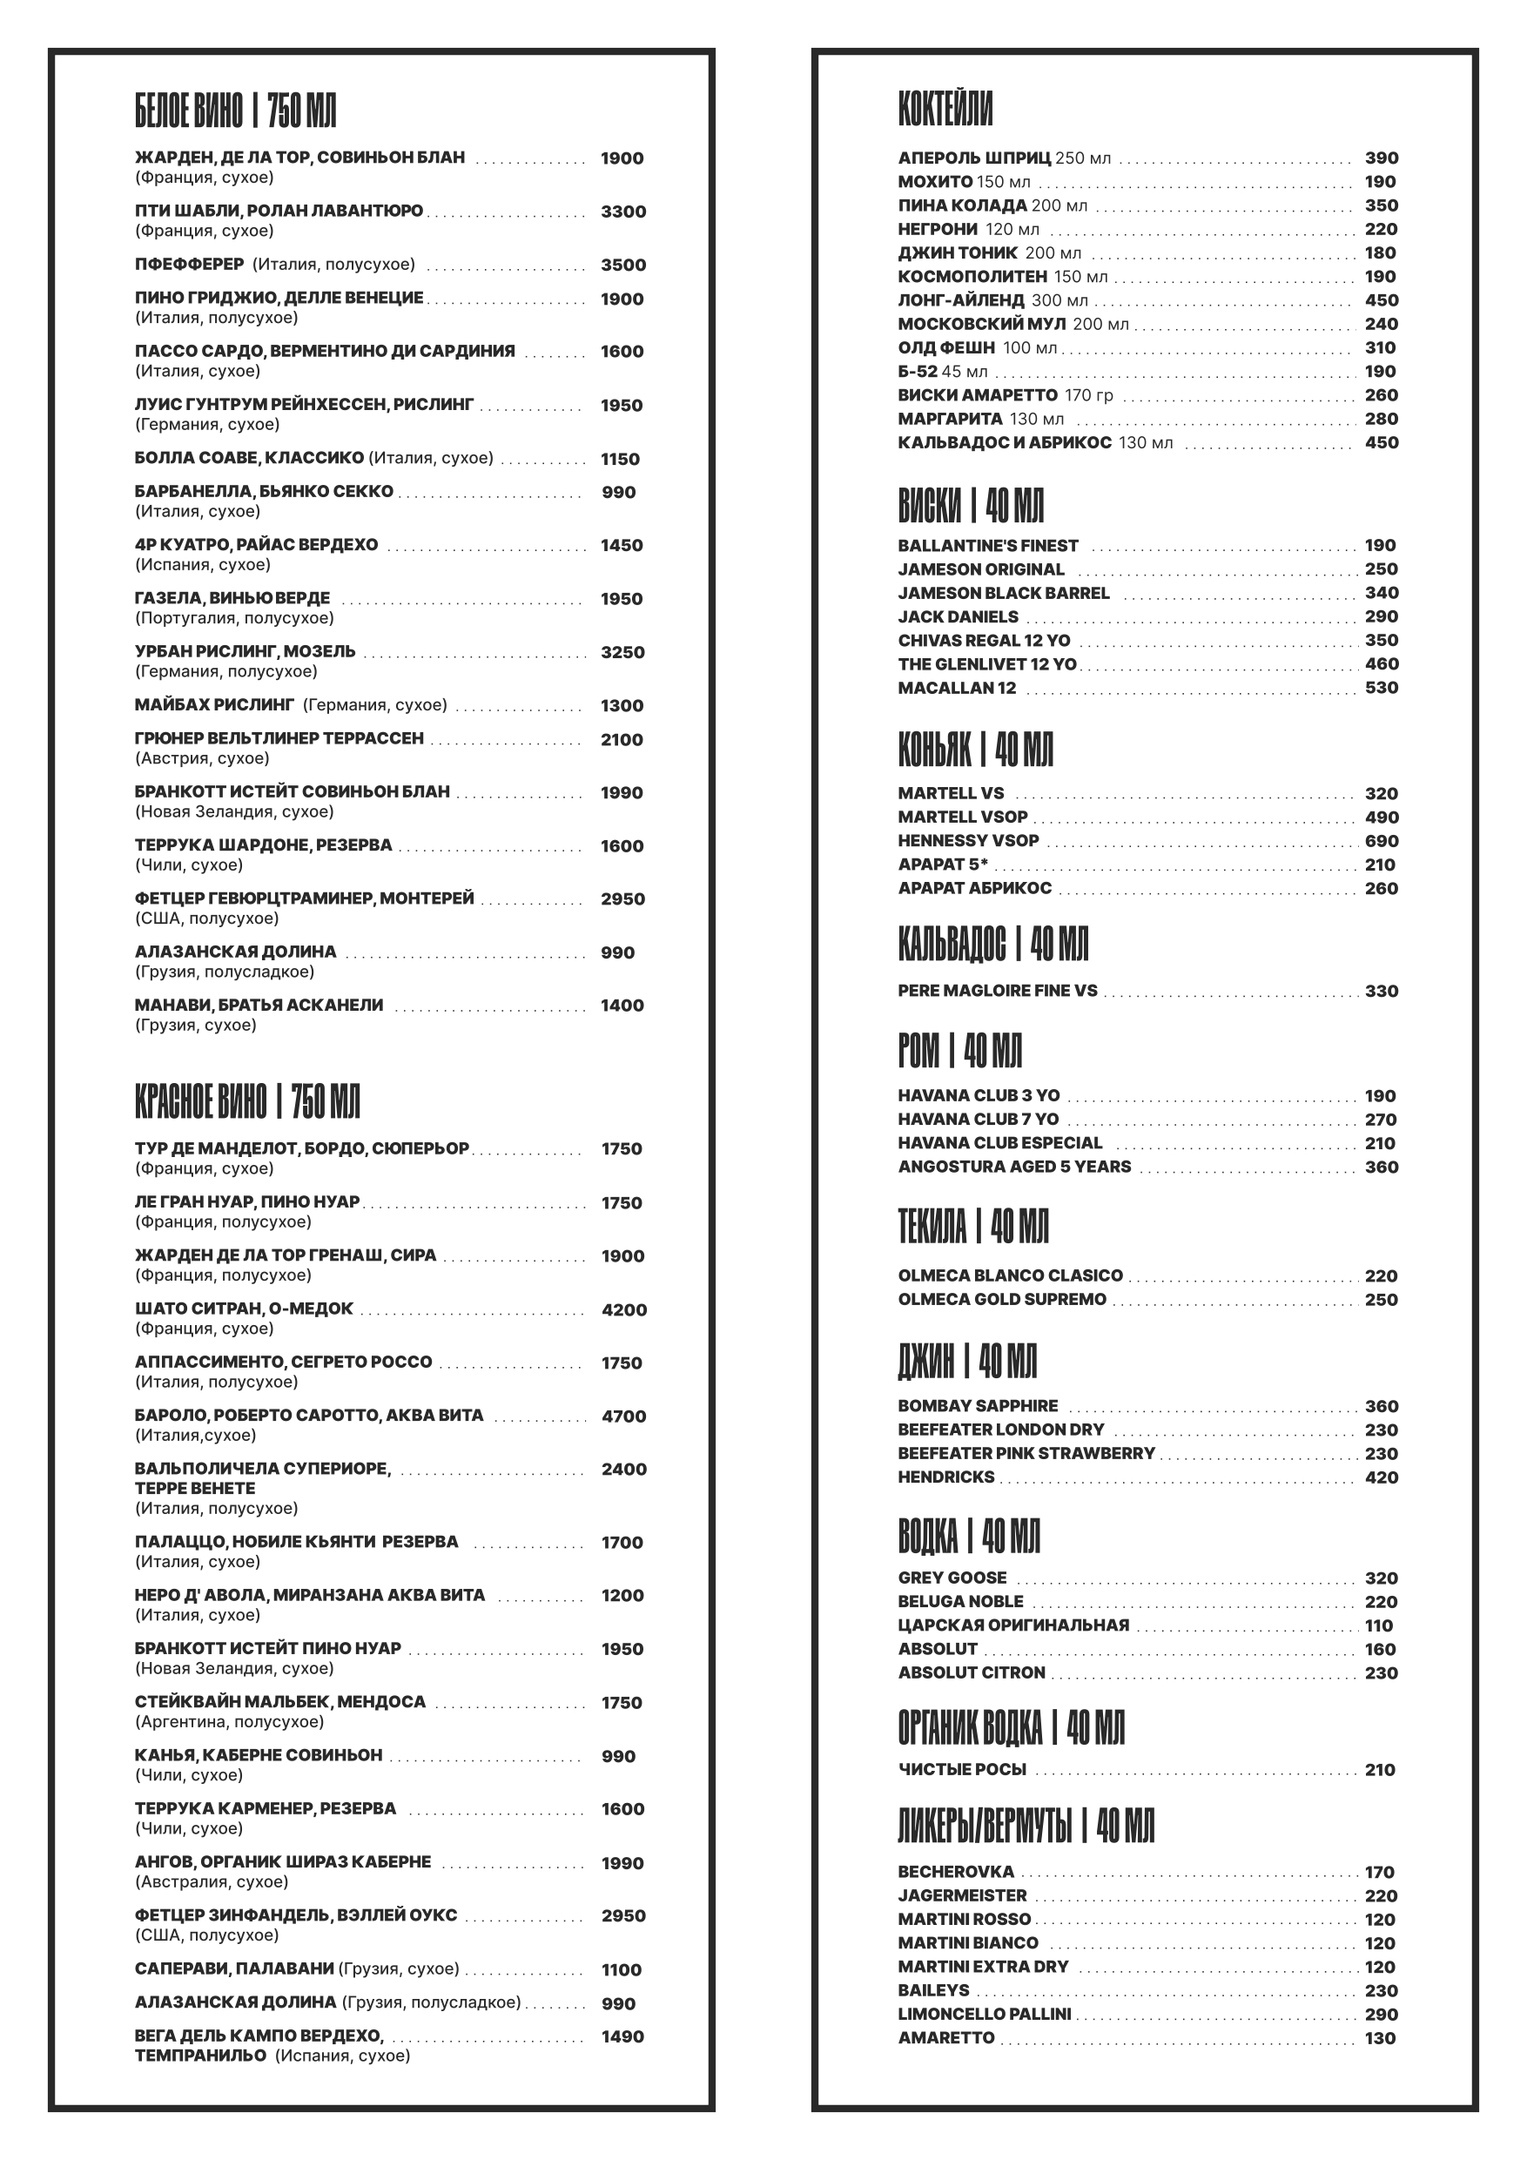 БЕЛОЕ ВИНО | 750 МЛ
ЖАРДЕН, ДЕ ЛА ТОР, СОВИНЬОН БЛАН 1900
(Франция, сухое)
ПТИ ШАБЛИ, РОЛАН ЛАВАНТЮРО 3300
(Франция, сухое)
ПФЕФФЕРЕР (Италия, полусухое) 3500
ПИНО ГРИДЖИО, ДЕЛЛЕ ВЕНЕЦИЕ 1900
(Италия, полусухое)
ПАССО САРДО, ВЕРМЕНТИНО ДИ САРДИНИЯ 1600
(Италия, сухое)
ЛУИС ГУНТРУМ РЕЙНХЕССЕН, РИСЛИНГ 1950
(Германия, сухое)
БОЛЛА СОАВЕ, КЛАССИКО (Италия, сухое) 1150
БАРБАНЕЛЛА, БЬЯНКО СЕККО 990
(Италия, сухое)
4Р КУАТРО, РАЙАС ВЕРДЕХО 1450
(Испания, сухое)
ГАЗЕЛА, ВИНЬЮ ВЕРДЕ 1950
(Португалия, полусухое)
УРБАН РИСЛИНГ, МОЗЕЛЬ 3250
(Германия, полусухое)
МАЙБАХ РИСЛИНГ (Германия, сухое) 1300
ГРЮНЕР ВЕЛЬТЛИНЕР ТЕРРАССЕН 2100
(Австрия, сухое)
БРАНКОТТ ИСТЕЙТ СОВИНЬОН БЛАН 1990
(Новая Зеландия, сухое)
ТЕРРУКА ШАРДОНЕ, РЕЗЕРВА 1600
(Чили, сухое)
ФЕТЦЕР ГЕВЮРЦТРАМИНЕР, МОНТЕРЕЙ 2950
(США, полусухое)
АЛАЗАНСКАЯ ДОЛИНА 990
(Грузия, полусладкое)
МАНАВИ, БРАТЬЯ АСКАНЕЛИ 1400
(Грузия, сухое)
КРАСНОЕ ВИНО | 750 МЛ
ТУР ДЕ МАНДЕЛОТ, БОРДО, СЮПЕРЬОР 1750
(Франция, сухое)
ЛЕ ГРАН НУАР, ПИНО НУАР 1750
(Франция, полусухое)
ЖАРДЕН ДЕ ЛА ТОР ГРЕНАШ, СИРА 1900
(Франция, полусухое)
ШАТО СИТРАН, О-МЕДОК 4200
(Франция, сухое)
АППАССИМЕНТО, СЕГРЕТО РОССО 1750
(Италия, полусухое)
БАРОЛО, РОБЕРТО САРОТТО, АКВА ВИТА 4700
(Италия,сухое)
ВАЛЬПОЛИЧЕЛА СУПЕРИОРЕ, 2400
ТЕРРЕ ВЕНЕТЕ
(Италия, полусухое)
ПАЛАЦЦО, НОБИЛЕ КЬЯНТИ РЕЗЕРВА 1700
(Италия, сухое)
НЕРО Д' АВОЛА, МИРАНЗАНА АКВА ВИТА 1200
(Италия, сухое)
БРАНКОТТ ИСТЕЙТ ПИНО НУАР 1950
(Новая Зеландия, сухое)
СТЕЙКВАЙН МАЛЬБЕК, МЕНДОСА 1750
(Аргентина, полусухое)
КАНЬЯ, КАБЕРНЕ СОВИНЬОН 990
(Чили, сухое)
ТЕРРУКА КАРМЕНЕР, РЕЗЕРВА 1600
(Чили, сухое)
АНГОВ, ОРГАНИК ШИРАЗ КАБЕРНЕ 1990
(Австралия, сухое)
ФЕТЦЕР ЗИНФАНДЕЛЬ, ВЭЛЛЕЙ ОУКС 2950
(США, полусухое)
САПЕРАВИ, ПАЛАВАНИ (Грузия, сухое) 1100
АЛАЗАНСКАЯ ДОЛИНА (Грузия, полусладкое) 990
ВЕГА ДЕЛЬ КАМПО ВЕРДЕХО, 1490
ТЕМПРАНИЛЬО (Испания, сухое)
КОКТЕЙЛИ
АПЕРОЛЬ ШПРИЦ 250 мл 390
МОХИТО 150 мл 190
ПИНА КОЛАДА 200 мл 350
НЕГРОНИ 120 мл 220
ДЖИН ТОНИК 200 мл 180
КОСМОПОЛИТЕН 150 мл 190
ЛОНГ-АЙЛЕНД 300 мл 450
МОСКОВСКИЙ МУЛ 200 мл 240
ОЛД ФЕШН 100 мл 310
Б-52 45 мл 190
ВИСКИ АМАРЕТТО 170 гр 260
МАРГАРИТА 130 мл 280
КАЛЬВАДОС И АБРИКОС 130 мл 450
ВИСКИ | 40 МЛ
BALLANTINE'S FINEST 190
JAMESON ORIGINAL 250
JAMESON BLACK BARREL 340
JACK DANIELS 290
CHIVAS REGAL 12 YO 350
THE GLENLIVET 12 YO 460
MACALLAN 12 530
КОНЬЯК | 40 МЛ
MARTELL VS 320
MARTELL VSOP 490
HENNESSY VSOP 690
АРАРАТ 5* 210
АРАРАТ АБРИКОС 260
КАЛЬВАДОС | 40 МЛ
PERE MAGLOIRE FINE VS 330
РОМ | 40 МЛ
HAVANA CLUB 3 YO 190
HAVANA CLUB 7 YO 270
HAVANA CLUB ESPECIAL 210
ANGOSTURA AGED 5 YEARS 360
ТЕКИЛА | 40 МЛ
OLMECA BLANCO CLASICO 220
OLMECA GOLD SUPREMO 250
ДЖИН | 40 МЛ
BOMBAY SAPPHIRE 360
BEEFEATER LONDON DRY 230
BEEFEATER PINK STRAWBERRY 230
HENDRICKS 420
ВОДКА | 40 МЛ
GREY GOOSE 320
BELUGA NOBLE 220
ЦАРСКАЯ ОРИГИНАЛЬНАЯ 110
ABSOLUT 160
ABSOLUT CITRON 230
ОРГАНИК ВОДКА | 40 МЛ
ЧИСТЫЕ РОСЫ 210
ЛИКЕРЫ/ВЕРМУТЫ | 40 МЛ
BECHEROVKA 170
JAGERMEISTER 220
MARTINI ROSSO 120
MARTINI BIANCO 120
MARTINI EXTRA DRY 120
BAILEYS 230
LIMONCELLO PALLINI 290
AMARETTO 130